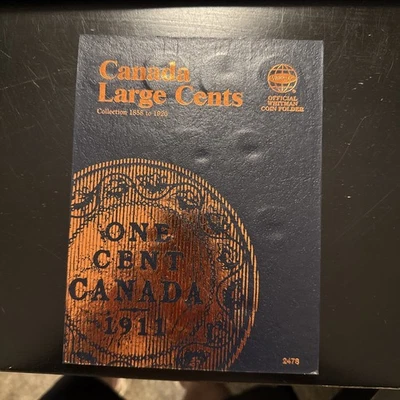 Canada
Large Cents
Collection 1858 to 1920
OFFICIAL
WHITMAN
COIN FOLDER
ONE
CENT
CANADA
1911
2478